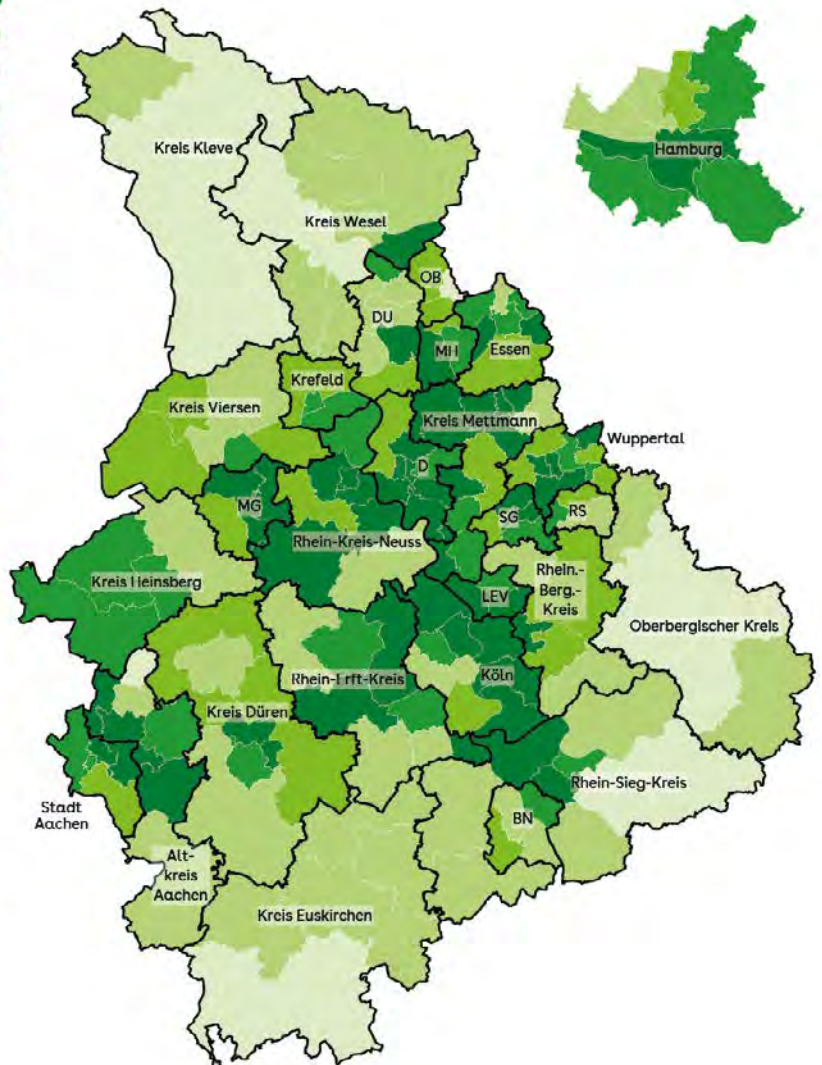 Kreis Kleve
Hamburg
Kreis Wesel
OB
DU
MH
Essen
Krefeld
Kreis Viersen
Kreis Mettmann
Wuppertal
D
MG
SG
RS
Rhein-Kreis-Neuss
Kreis Heinsberg
LEV
Rhein.-
Berg.-
Kreis
Oberbergischer Kreis
Köln
Rhein-Erft-Kreis
Kreis Düren
Rhein-Sieg-Kreis
Stadt
Aachen
BN
Alt-
kreis
Aachen
Kreis Euskirchen